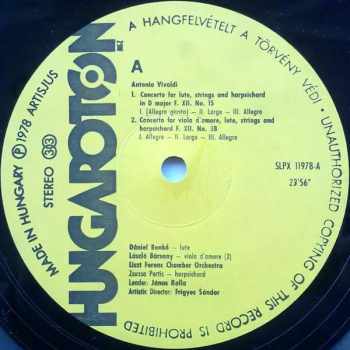 A HANGFELVÉTELT A TÖRVÉNY VÉDI · UNAUTHORIZED COPYING OF THIS RECORD IS PROHIBITED
MADE IN HUNGARY Ⓟ 1978 ARTISJUS
STEREO 33
HUNGAROTON
A
Antonio Vivaldi
1. Concerto for lute, strings and harpsichord
in D major F. XII. No. 15
I. (Allegro giusto) – II. Largo – III. Allegro
2. Concerto for viola d'amore, lute, strings and
harpsichord F. XII. No. 38
I. Allegro – II. Largo – III. Allegro
SLPX 11978-A
23'56"
Dániel Benkő – lute
László Bársony – viola d'amore (2)
Liszt Ferenc Chamber Orchestra
Zsuzsa Pertis – harpsichord
Leader: János Rolla
Artistic Director: Frigyes Sándor